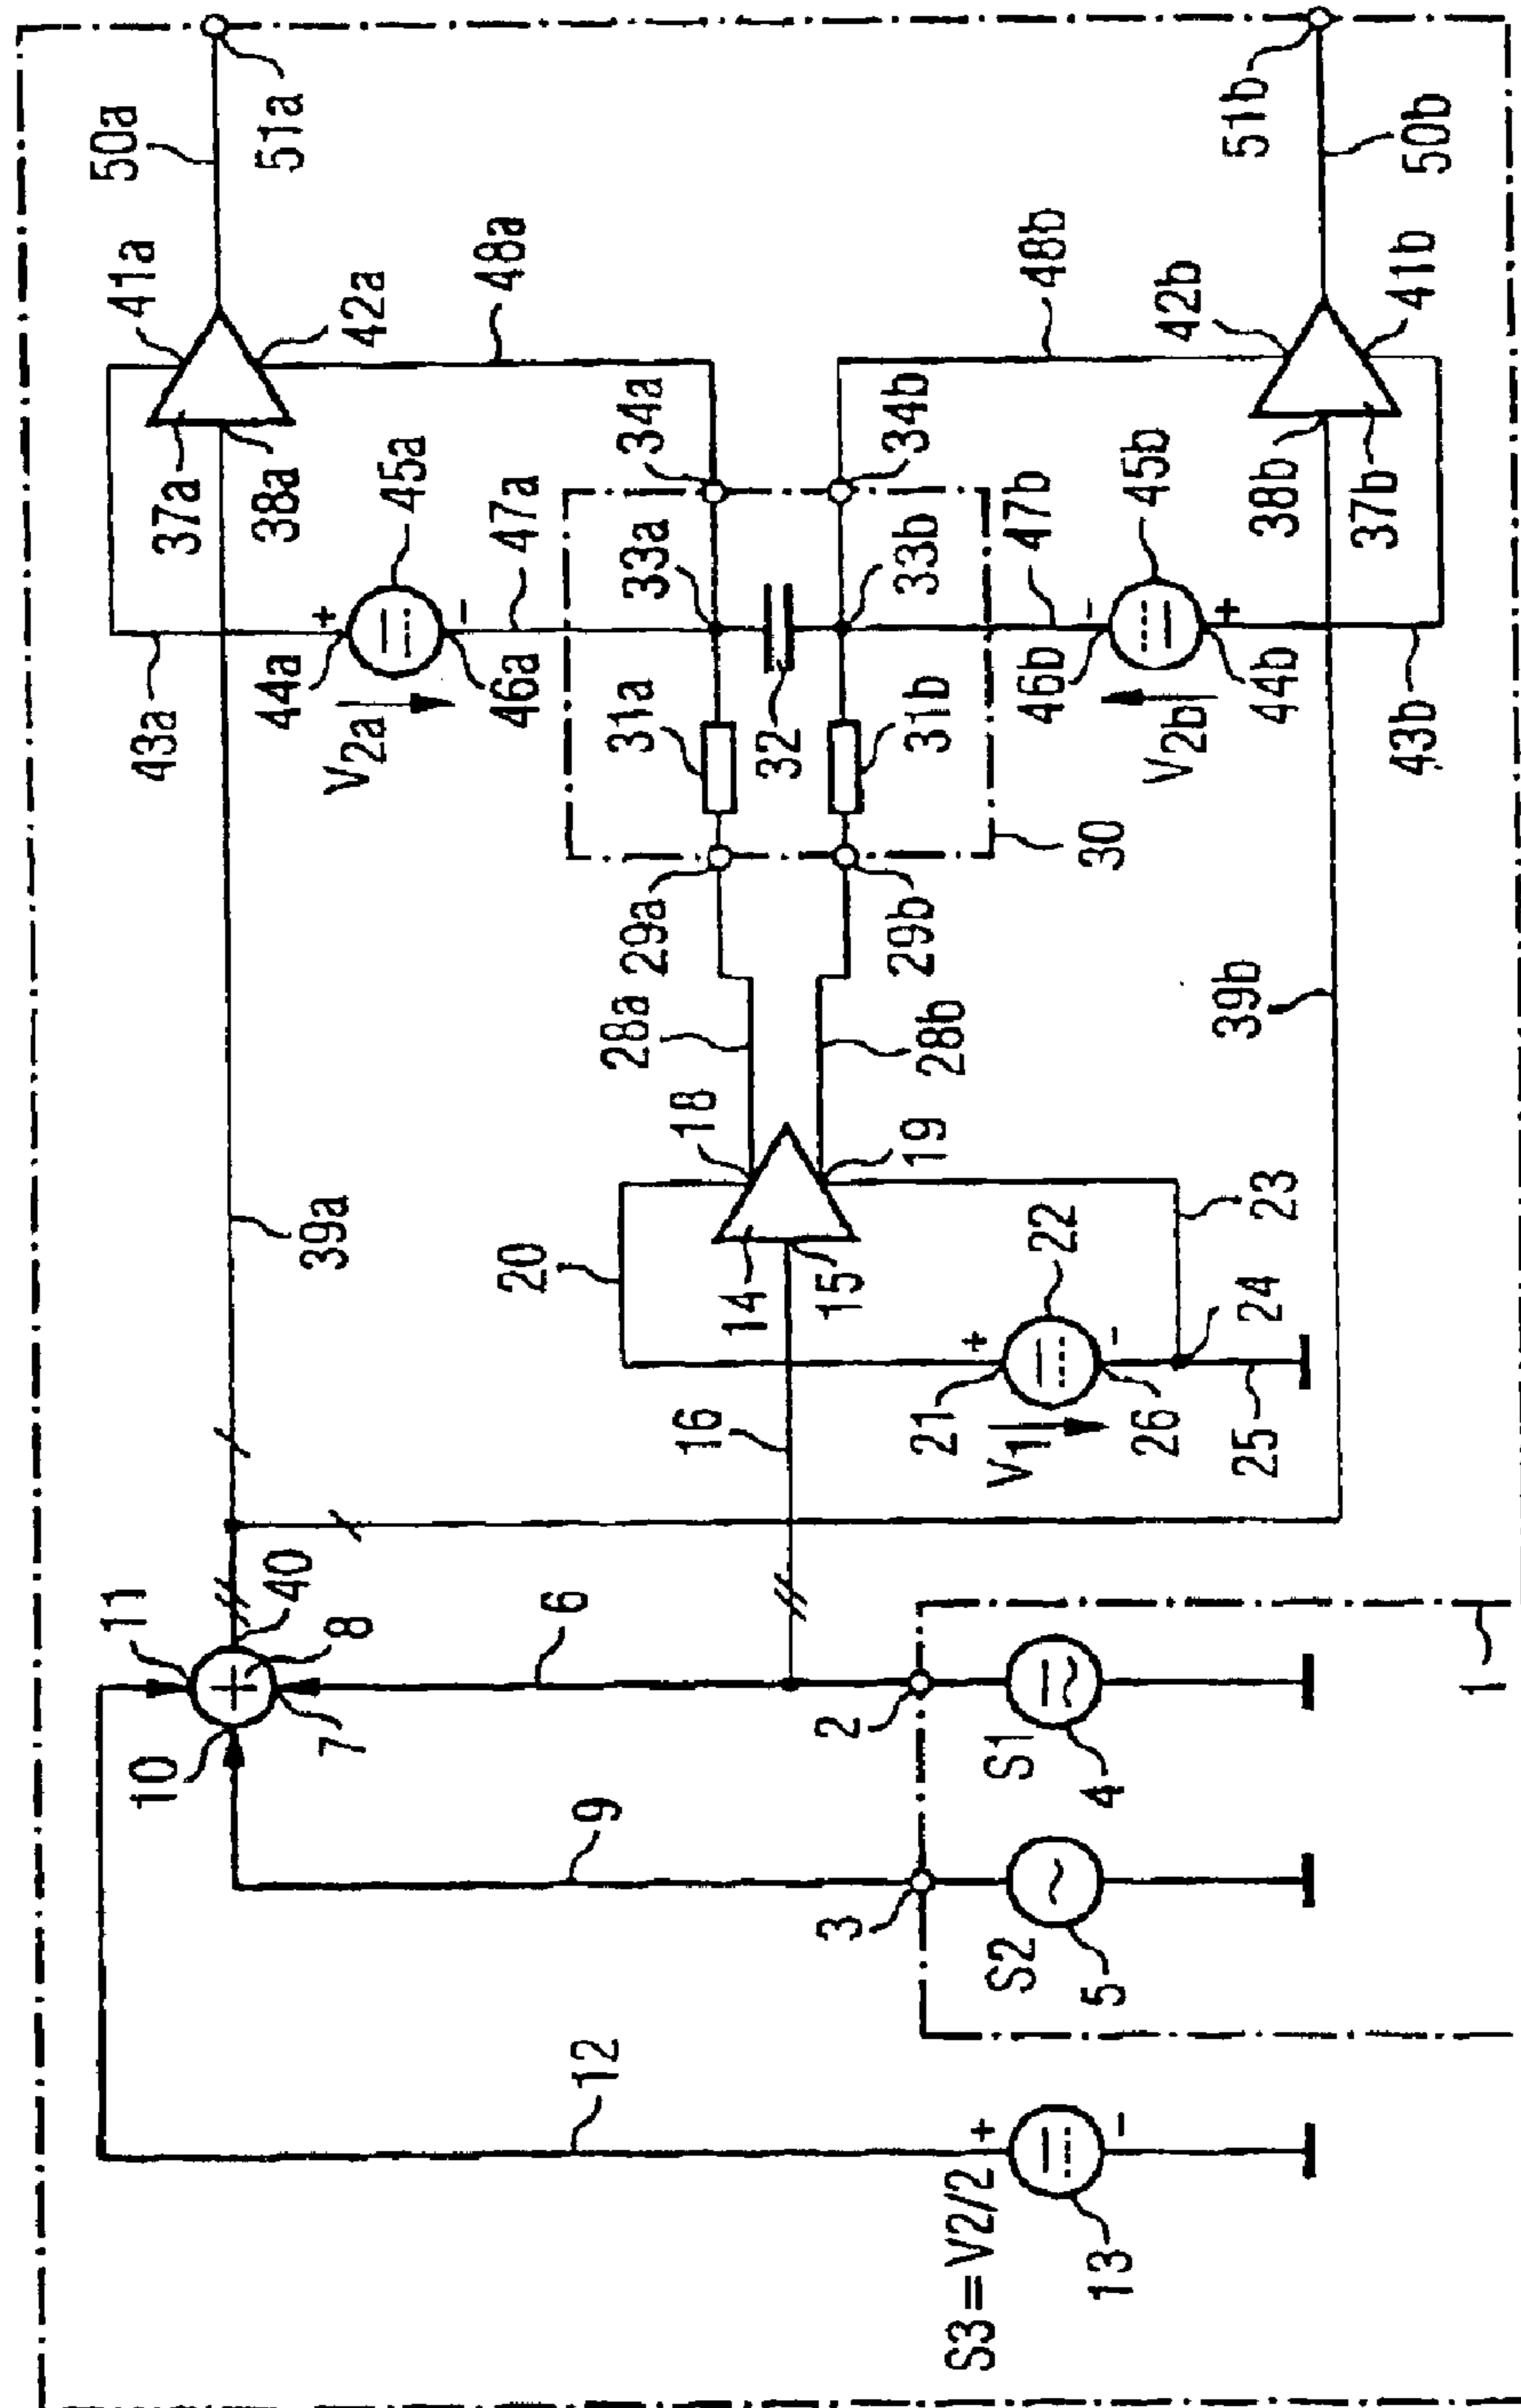 50a
51a
41a
42a
48a
37a
38a
43a
44a
45a
46a
47a
V2a
33a
34a
31a
32
33b
34b
31b
30
29a
29b
28a
28b
48b
42b
41b
50b
51b
47b
46b
45b
44b
38b
37b
43b
V2b
39a
39b
18
19
20
14
15
16
21
22
23
24
25
26
V1
+
−
+
−
−
+
11
40
8
10
7
+
6
2
9
3
S1
4
S2
5
1
12
S3=V2/2
+
−
13